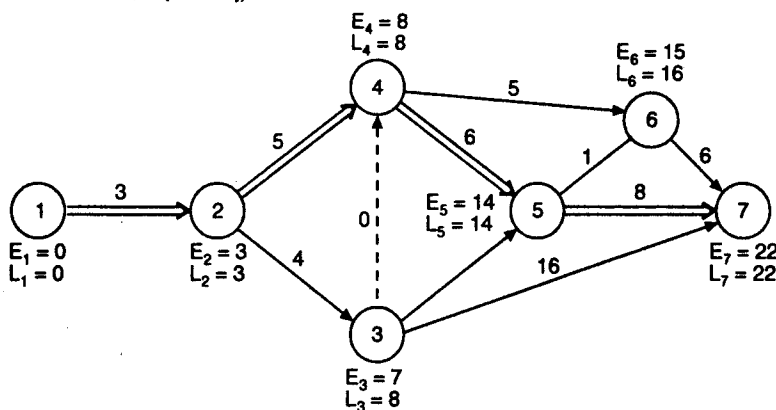 E₄ = 8
L₄ = 8
E₆ = 15
L₆ = 16
4
5
6
5
6
1
6
3
0
E₅ = 14
L₅ = 14
8
1
2
5
7
E₁ = 0
L₁ = 0
E₂ = 3
L₂ = 3
4
16
E₇ = 22
L₇ = 22
3
E₃ = 7
L₃ = 8